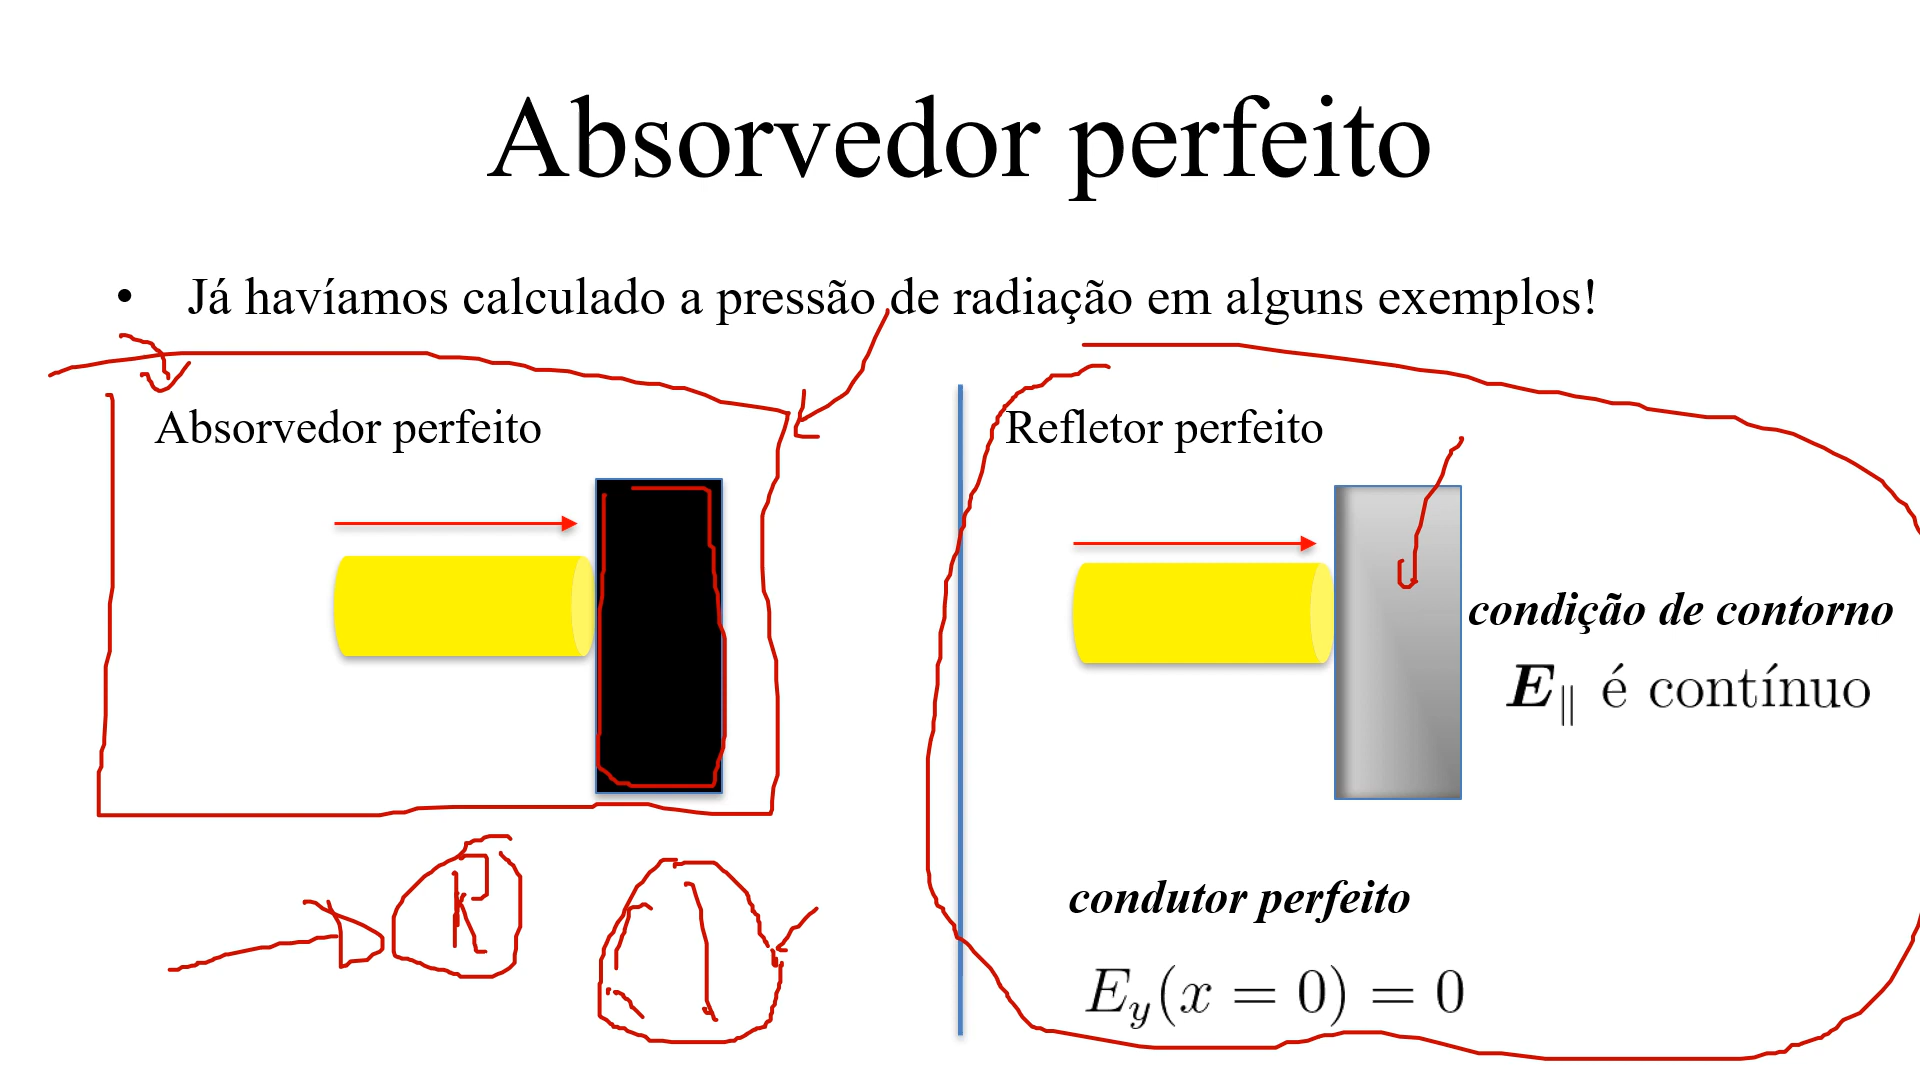 Absorvedor perfeito
• Já havíamos calculado a pressão de radiação em alguns exemplos!
Absorvedor perfeito
Refletor perfeito
condição de contorno
E∥ é contínuo
condutor perfeito
E_y(x = 0) = 0